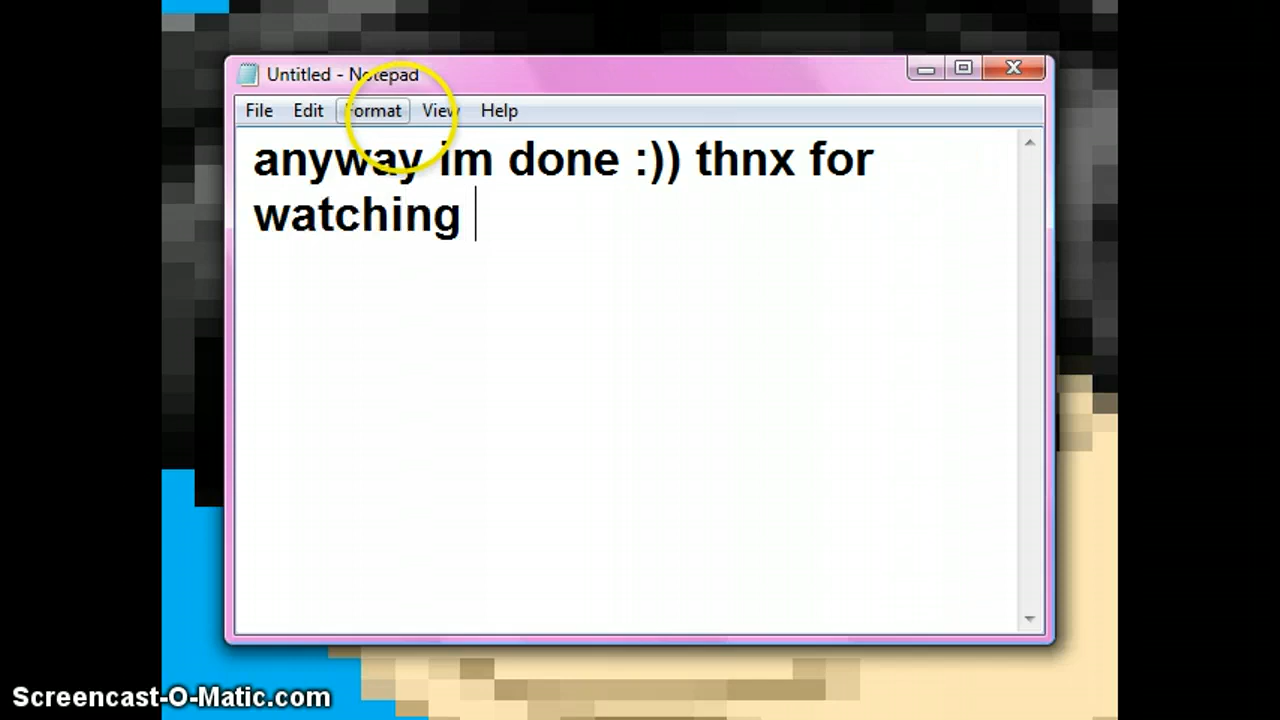 Untitled - Notepad
File Edit Format View Help
anyway im done :)) thnx for
watching
Screencast-O-Matic.com